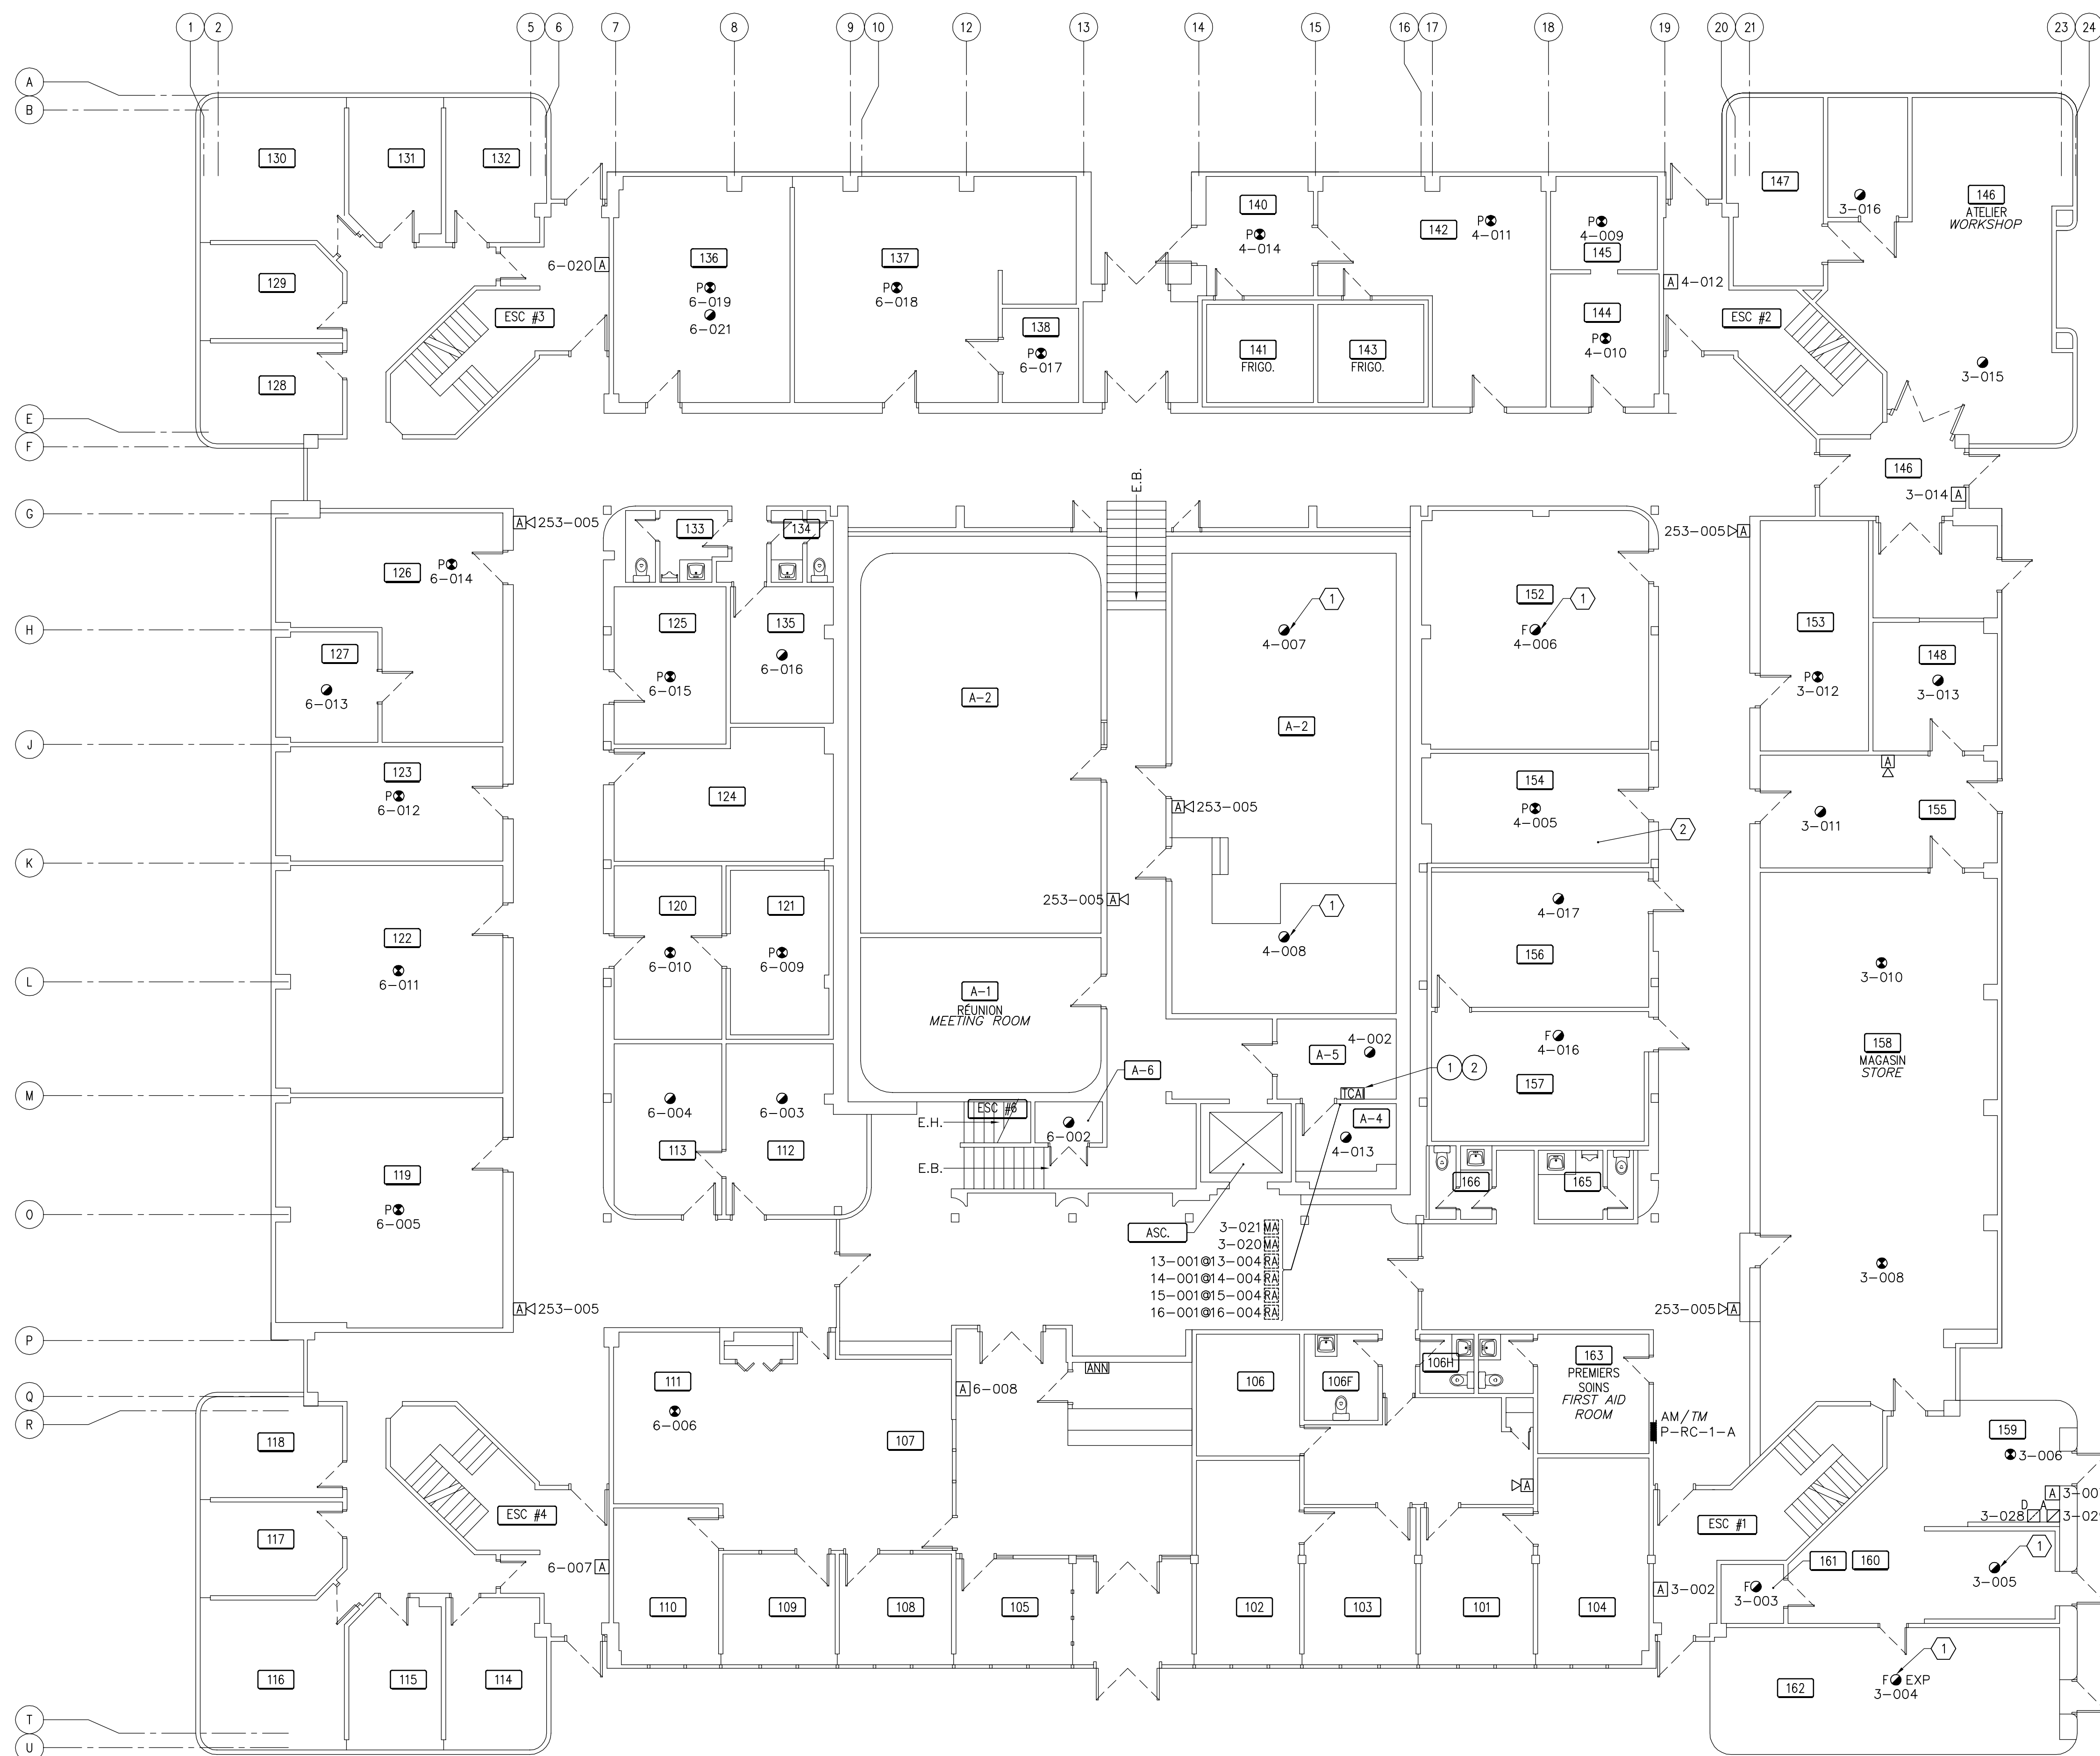 1 2 5 6 7 8 9 10 12 13 14 15 16 17 18 19 20 21 23 24
A
B
130 131 132
147
3-016
146
ATELIER
WORKSHOP
140
P 4-014
142
P 4-011
P 4-009
145
6-020 A
136
P 6-019
6-021
137
P 6-018
138
P 6-017
A 4-012
144
P 4-010
129
ESC #3
ESC #2
141
FRIGO.
143
FRIGO.
128
3-015
E
F
146
3-014 A
E.B.
G
A 253-005
133
134
253-005 A
126
P 6-014
1
4-007
152
1
F 4-006
H
125
135
153
127
6-013
6-016
P 6-015
P 3-012
148
3-013
A-2
A-2
J
123
P 6-012
124
154
P 4-005
A
A 253-005
3-011
155
2
K
120
121
253-005 A
1
4-008
4-017
122
6-011
6-010
P 6-009
156
3-010
L
A-1
RÉUNION
MEETING ROOM
4-002
A-5
F 4-016
158
MAGASIN
STORE
A-6
1 2
157
M
6-004
6-003
ESC #6
E.H.
6-002
TCAI
A-4
4-013
113
112
E.B.
119
P 6-005
166
165
O
ASC.
3-021 MA
3-020 MA
13-001@13-004 RA
14-001@14-004 RA
15-001@15-004 RA
16-001@16-004 RA
3-008
A 253-005
253-005 A
P
111
6-006
ANN
A 6-008
106
106F
106H
163
PREMIERS
SOINS
FIRST AID
ROOM
Q
R
AM/TM
P-RC-1-A
118
107
159
3-006
A
A 3-00
D A
3-028
3-029
ESC #4
ESC #1
117
6-007 A
1
3-005
161 160
F 3-003
A 3-002
110 109 108 105 102 103 101 104
116 115 114
1
162
F EXP
3-004
T
U